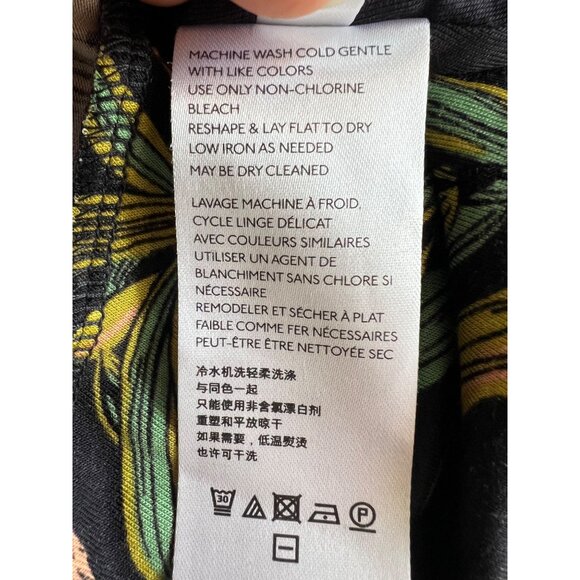 MACHINE WASH COLD GENTLE
WITH LIKE COLORS
USE ONLY NON-CHLORINE
BLEACH
RESHAPE & LAY FLAT TO DRY
LOW IRON AS NEEDED
MAY BE DRY CLEANED
LAVAGE MACHINE À FROID,
CYCLE LINGE DÉLICAT
AVEC COULEURS SIMILAIRES
UTILISER UN AGENT DE
BLANCHIMENT SANS CHLORE SI
NÉCESSAIRE
REMODELER ET SÉCHER À PLAT
FAIBLE COMME FER NÉCESSAIRES
PEUT-ÊTRE ÊTRE NETTOYÉE SEC
冷水机洗轻柔洗涤
与同色一起
只能使用非含氯漂白剂
重塑和平放晾干
如果需要，低温熨烫
也许可干洗
30 P